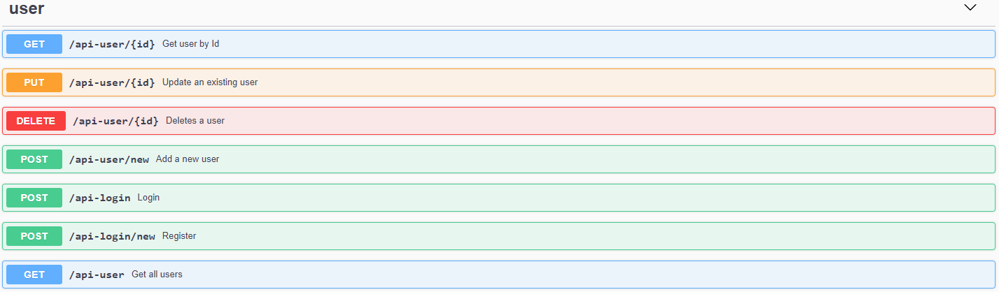 user
GET /api-user/{id} Get user by Id
PUT /api-user/{id} Update an existing user
DELETE /api-user/{id} Deletes a user
POST /api-user/new Add a new user
POST /api-login Login
POST /api-login/new Register
GET /api-user Get all users